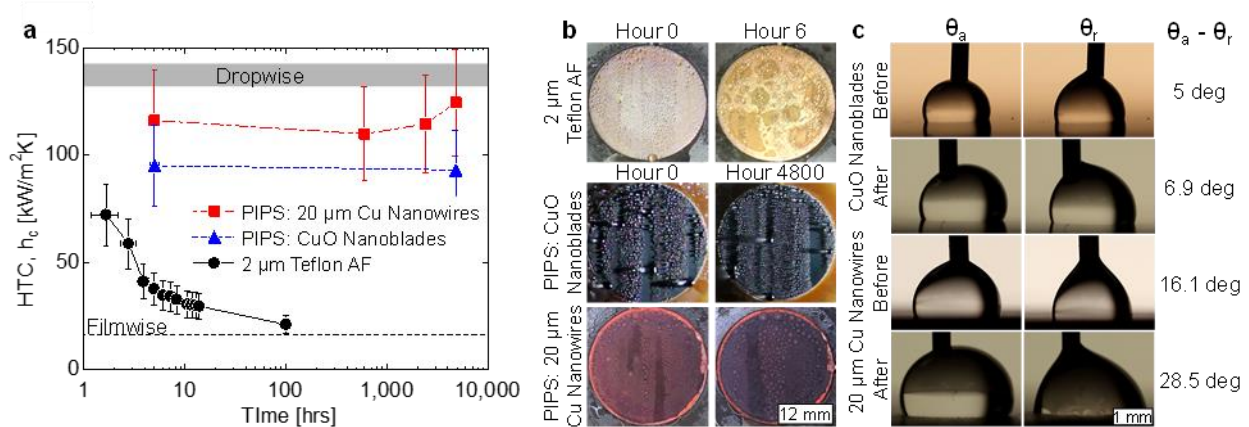 a
HTC, h_c [kW/m²K]
150
100
50
0
Dropwise
PIPS: 20 µm Cu Nanowires
PIPS: CuO Nanoblades
2 µm Teflon AF
Filmwise
1
10
100
1,000
10,000
TIme [hrs]
b
Hour 0
Hour 6
2 µm
Teflon AF
Hour 0
Hour 4800
PIPS: CuO
Nanoblades
PIPS: 20 µm
Cu Nanowires
12 mm
c
θa
θr
θa - θr
CuO Nanoblades
Before
5 deg
After
6.9 deg
20 µm Cu Nanowires
Before
16.1 deg
After
28.5 deg
1 mm